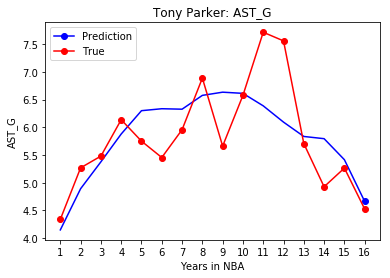 Tony Parker: AST_G
Prediction
True
AST_G
7.5
7.0
6.5
6.0
5.5
5.0
4.5
4.0
1 2 3 4 5 6 7 8 9 10 11 12 13 14 15 16
Years in NBA